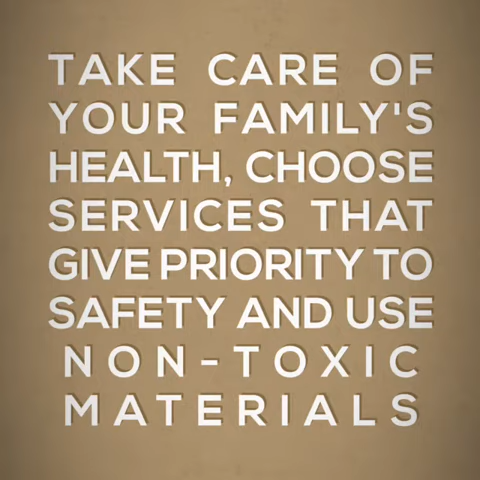 TAKE CARE OF
YOUR FAMILY'S
HEALTH, CHOOSE
SERVICES THAT
GIVE PRIORITY TO
SAFETY AND USE
NON-TOXIC
MATERIALS